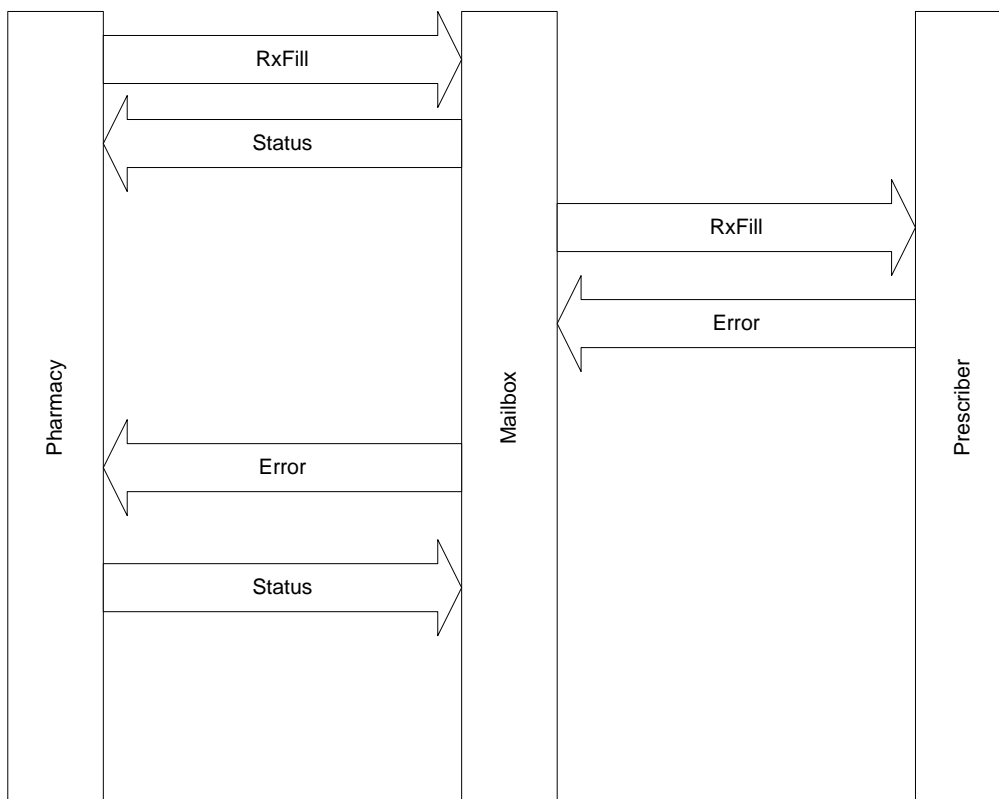 RxFill
Status
RxFill
Error
Pharmacy
Mailbox
Prescriber
Error
Status